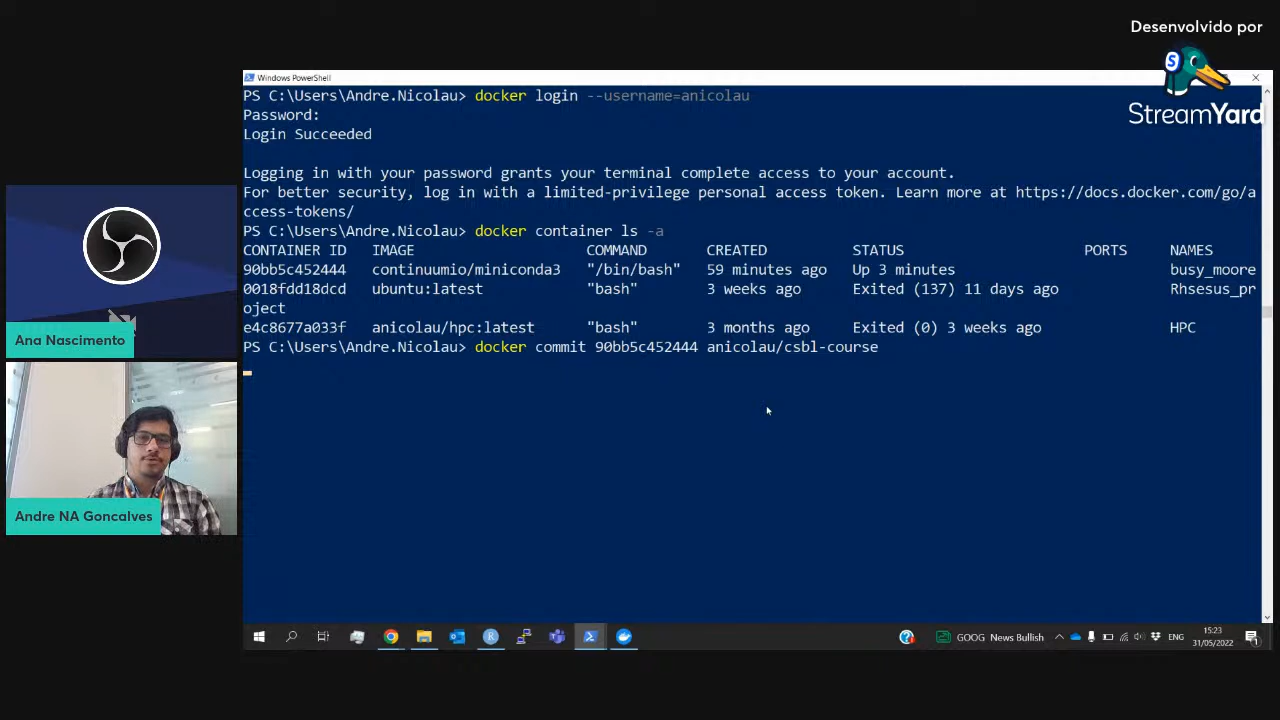 Desenvolvido por
StreamYard
Windows PowerShell
PS C:\Users\Andre.Nicolau> docker login --username=anicolau
Password:
Login Succeeded
Logging in with your password grants your terminal complete access to your account.
For better security, log in with a limited-privilege personal access token. Learn more at https://docs.docker.com/go/a
ccess-tokens/
PS C:\Users\Andre.Nicolau> docker container ls -a
CONTAINER ID IMAGE COMMAND CREATED STATUS PORTS NAMES
90bb5c452444 continuumio/miniconda3 "/bin/bash" 59 minutes ago Up 3 minutes busy_moore
0018fdd18dcd ubuntu:latest "bash" 3 weeks ago Exited (137) 11 days ago Rhsesus_pr
oject
e4c8677a033f anicolau/hpc:latest "bash" 3 months ago Exited (0) 3 weeks ago HPC
PS C:\Users\Andre.Nicolau> docker commit 90bb5c452444 anicolau/csbl-course
Ana Nascimento
Andre NA Goncalves
GOOG News Bullish
ENG
15:23
31/05/2022